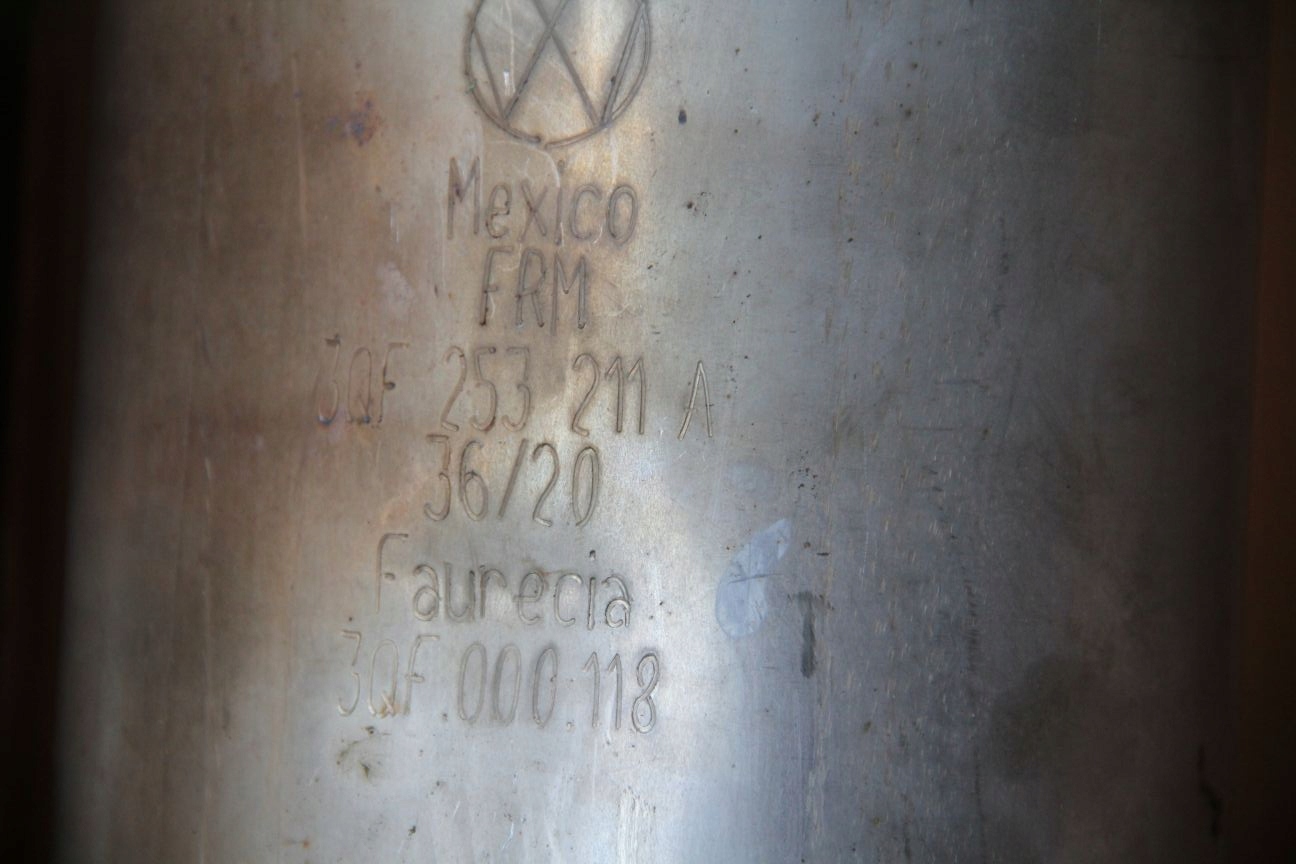 Mexico
FRM
3QF 253 211 A
36/20
Faurecia
3QF.000.118